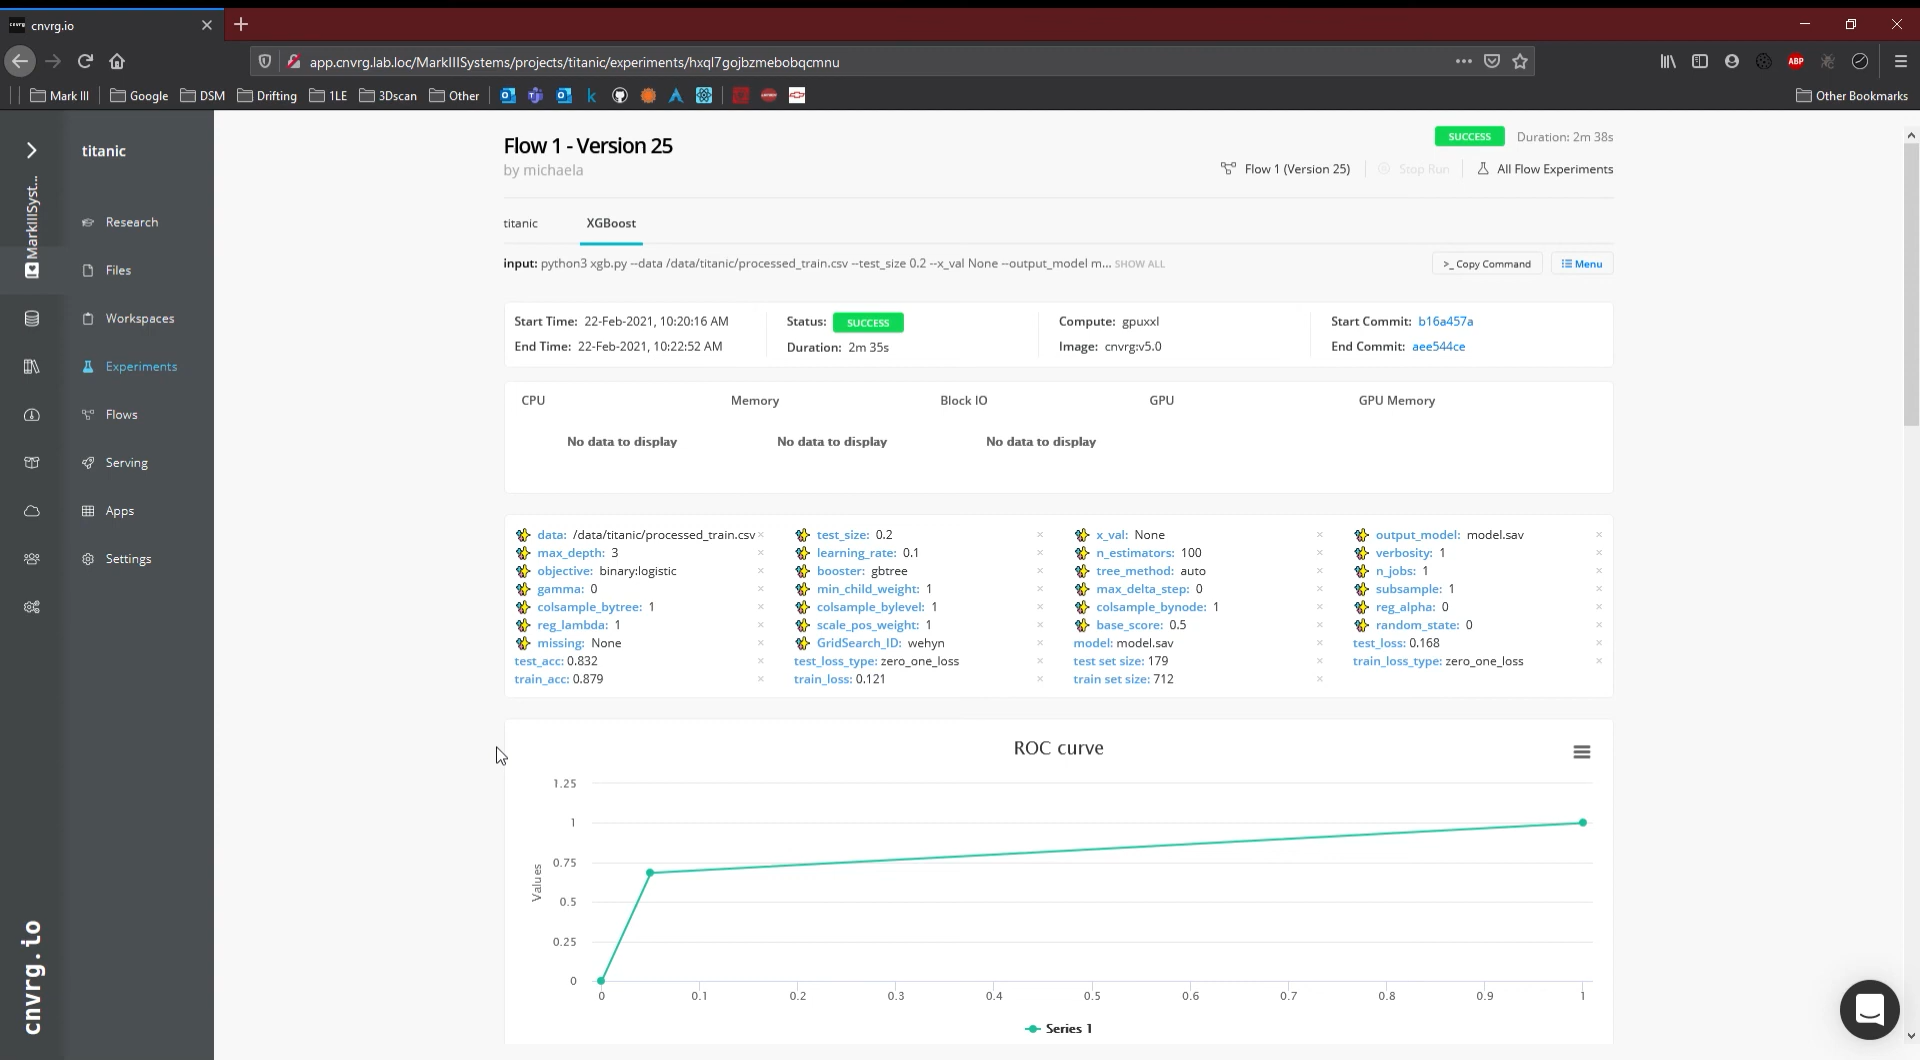 cnvrg.io
app.cnvrg.lab.loc/MarkIIISystems/projects/titanic/experiments/hxql7gojbzmebobqcmnu
Mark III Google DSM Drifting 1LE 3Dscan Other Other Bookmarks
titanic
MarkIIISyst...
Research
Files
Workspaces
Experiments
Flows
Serving
Apps
Settings
cnvrg.io
Flow 1 - Version 25
by michaela
SUCCESS Duration: 2m 38s
Flow 1 (Version 25) Stop Run All Flow Experiments
titanic XGBoost
input: python3 xgb.py --data /data/titanic/processed_train.csv --test_size 0.2 --x_val None --output_model m... SHOW ALL
>_ Copy Command Menu
Start Time: 22-Feb-2021, 10:20:16 AM Status: SUCCESS Compute: gpuxxl Start Commit: b16a457a
End Time: 22-Feb-2021, 10:22:52 AM Duration: 2m 35s Image: cnvrg:v5.0 End Commit: aee544ce
CPU Memory Block IO GPU GPU Memory
No data to display No data to display No data to display
data: /data/titanic/processed_train.csv test_size: 0.2 x_val: None output_model: model.sav
max_depth: 3 learning_rate: 0.1 n_estimators: 100 verbosity: 1
objective: binary:logistic booster: gbtree tree_method: auto n_jobs: 1
gamma: 0 min_child_weight: 1 max_delta_step: 0 subsample: 1
colsample_bytree: 1 colsample_bylevel: 1 colsample_bynode: 1 reg_alpha: 0
reg_lambda: 1 scale_pos_weight: 1 base_score: 0.5 random_state: 0
missing: None GridSearch_ID: wehyn model: model.sav test_loss: 0.168
test_acc: 0.832 test_loss_type: zero_one_loss test set size: 179 train_loss_type: zero_one_loss
train_acc: 0.879 train_loss: 0.121 train set size: 712
ROC curve
1.25
1
0.75
0.5
0.25
0
Values
0 0.1 0.2 0.3 0.4 0.5 0.6 0.7 0.8 0.9 1
Series 1
ABP